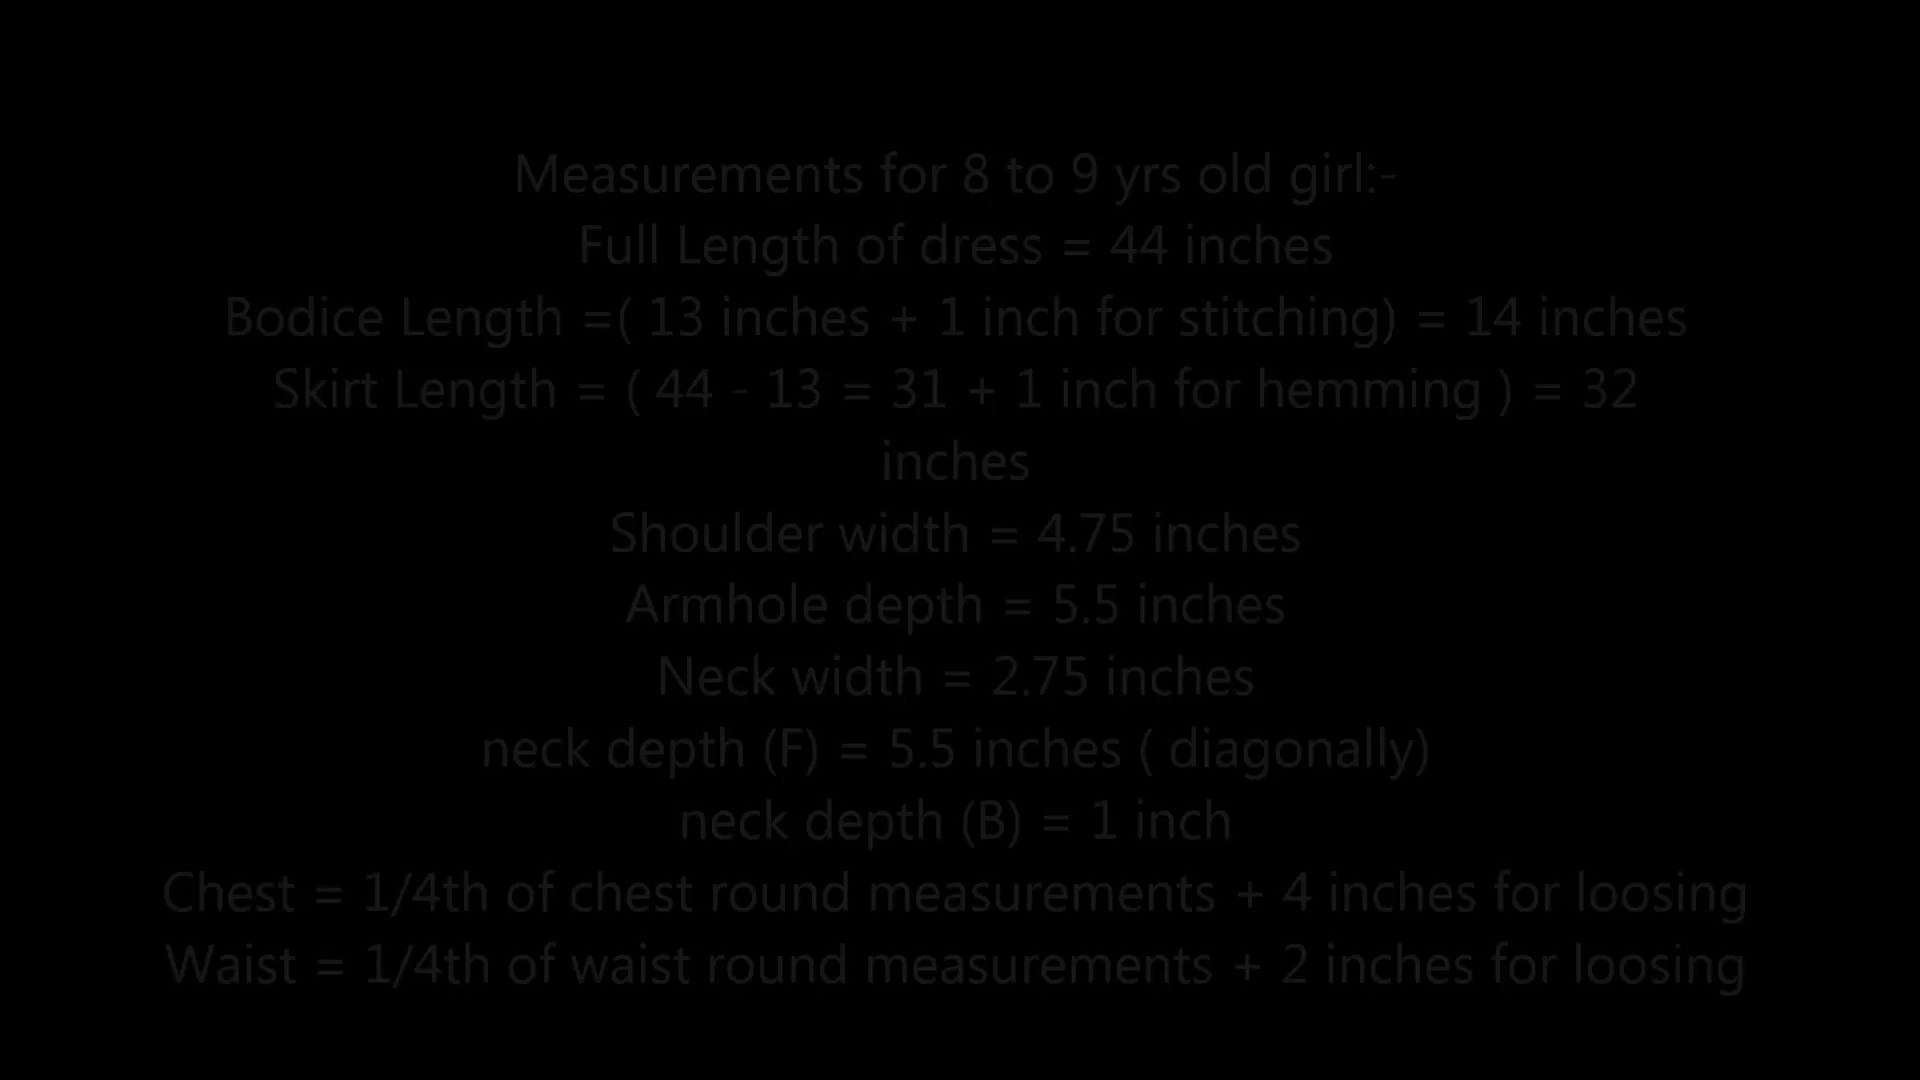 Measurements for 8 to 9 yrs old girl:-
Full Length of dress = 44 inches
Bodice Length =( 13 inches + 1 inch for stitching) = 14 inches
Skirt Length = ( 44 - 13 = 31 + 1 inch for hemming ) = 32
inches
Shoulder width = 4.75 inches
Armhole depth = 5.5 inches
Neck width = 2.75 inches
neck depth (F) = 5.5 inches ( diagonally)
neck depth (B) = 1 inch
Chest = 1/4th of chest round measurements + 4 inches for loosing
Waist = 1/4th of waist round measurements + 2 inches for loosing